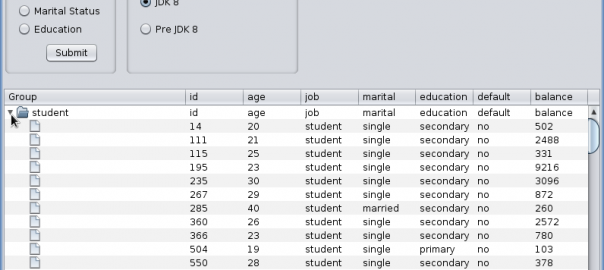 JDK 8
Marital Status
Education Pre JDK 8
Submit
Group id age job marital education default balance
student id age job marital education default balance
14 20 student single secondary no 502
111 21 student single secondary no 2488
115 25 student single secondary no 331
195 23 student single secondary no 9216
235 30 student single secondary no 3096
267 29 student single secondary no 872
285 40 student married secondary no 260
360 26 student single secondary no 2572
366 23 student single secondary no 780
504 19 student single primary no 103
550 28 student single secondary no 378